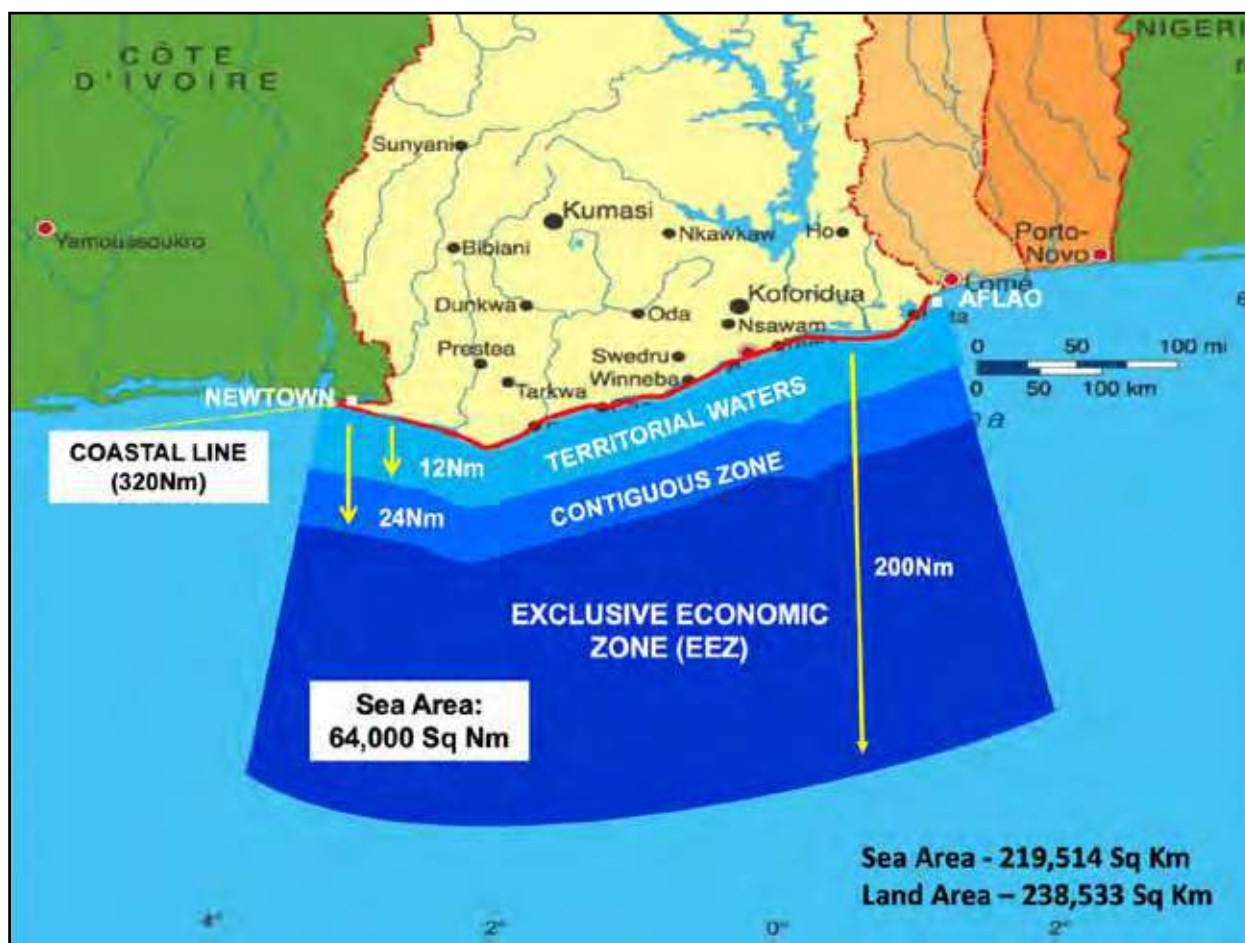 CÔTE
D'IVOIRE
NIGERI
Sunyani
Kumasi
Yamoussoukro
Bibiani
Nkawkaw
Ho
Porto-
Novo
Lomé
Dunkwa
Oda
Koforidua
AFLAO
ta
Nsawam
Prestea
Swedru
Winneba
Tarkwa
0 50 100 mi
0 50 100 km
NEWTOWN
COASTAL LINE
(320Nm)
TERRITORIAL WATERS
12Nm
CONTIGUOUS ZONE
24Nm
200Nm
EXCLUSIVE ECONOMIC
ZONE (EEZ)
Sea Area:
64,000 Sq Nm
Sea Area - 219,514 Sq Km
Land Area – 238,533 Sq Km
-4° -2° 0° 2°